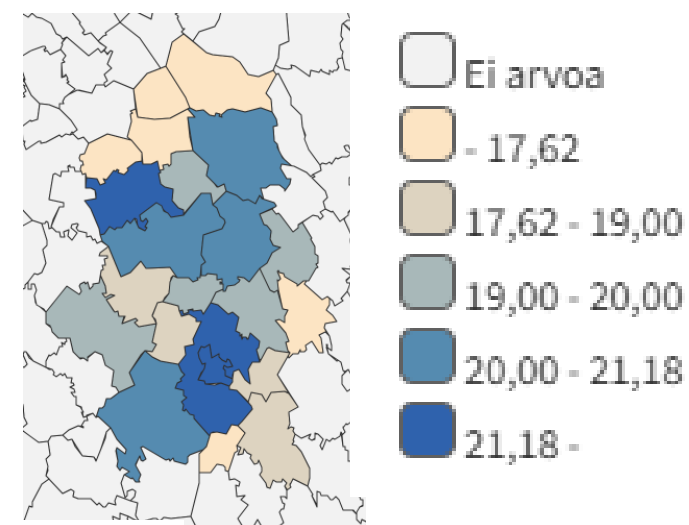 Ei arvoa
- 17,62
17,62 - 19,00
19,00 - 20,00
20,00 - 21,18
21,18 -